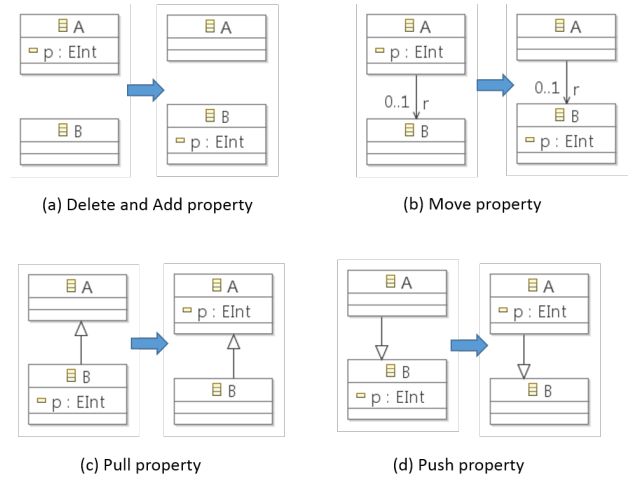 A
p : EInt
B
A
B
p : EInt
(a) Delete and Add property
A
p : EInt
0..1 r
B
A
0..1 r
B
p : EInt
(b) Move property
A
B
p : EInt
A
p : EInt
B
(c) Pull property
A
B
p : EInt
A
p : EInt
B
(d) Push property